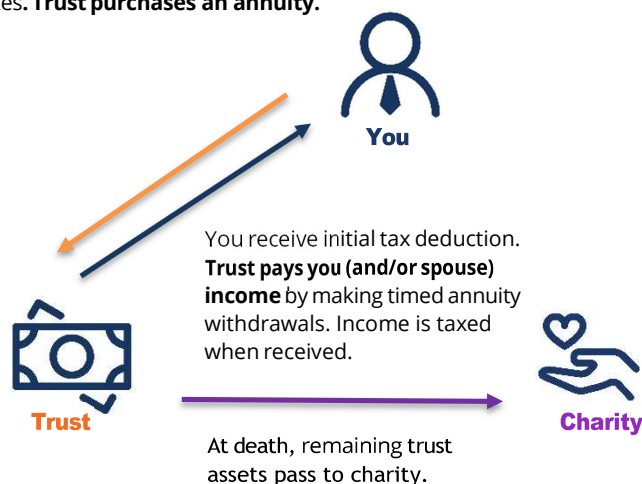 . Trust purchases an annuity.
You
You receive initial tax deduction.
Trust pays you (and/or spouse)
income by making timed annuity
withdrawals. Income is taxed
when received.
Trust
Charity
At death, remaining trust
assets pass to charity.